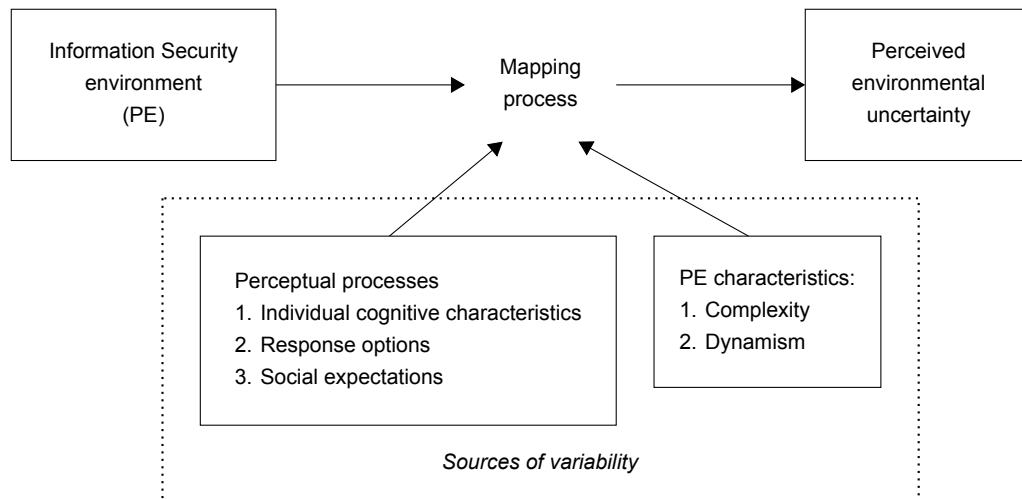 Information Security
environment
(PE)
Mapping
process
Perceived
environmental
uncertainty
Perceptual processes
1. Individual cognitive characteristics
2. Response options
3. Social expectations
PE characteristics:
1. Complexity
2. Dynamism
Sources of variability